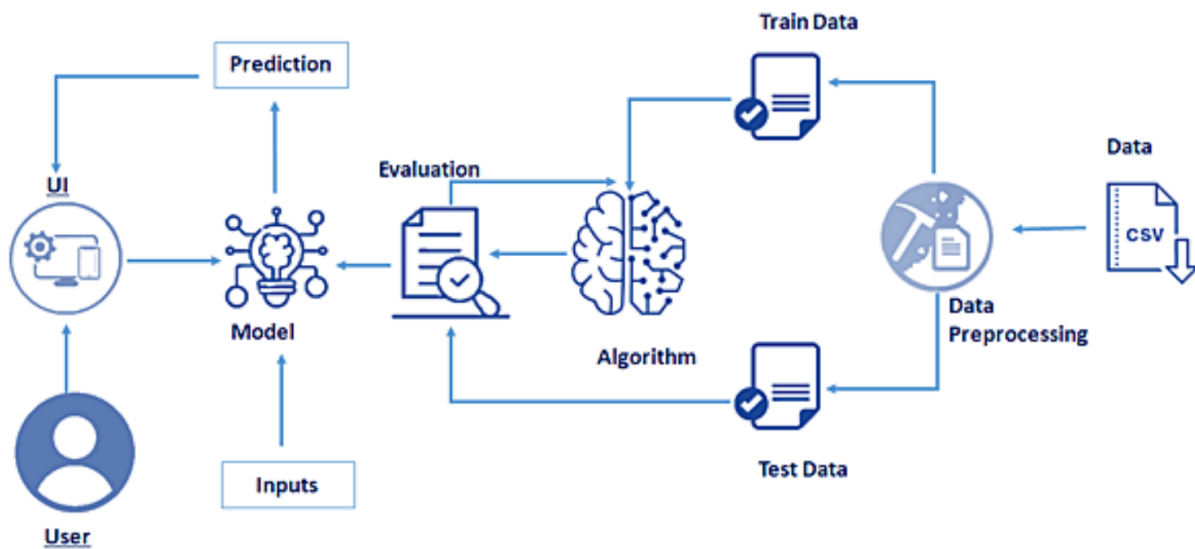 Train Data
Prediction
Data
Evaluation
UI
CSV
Model
Data
Preprocessing
Algorithm
Inputs
Test Data
User